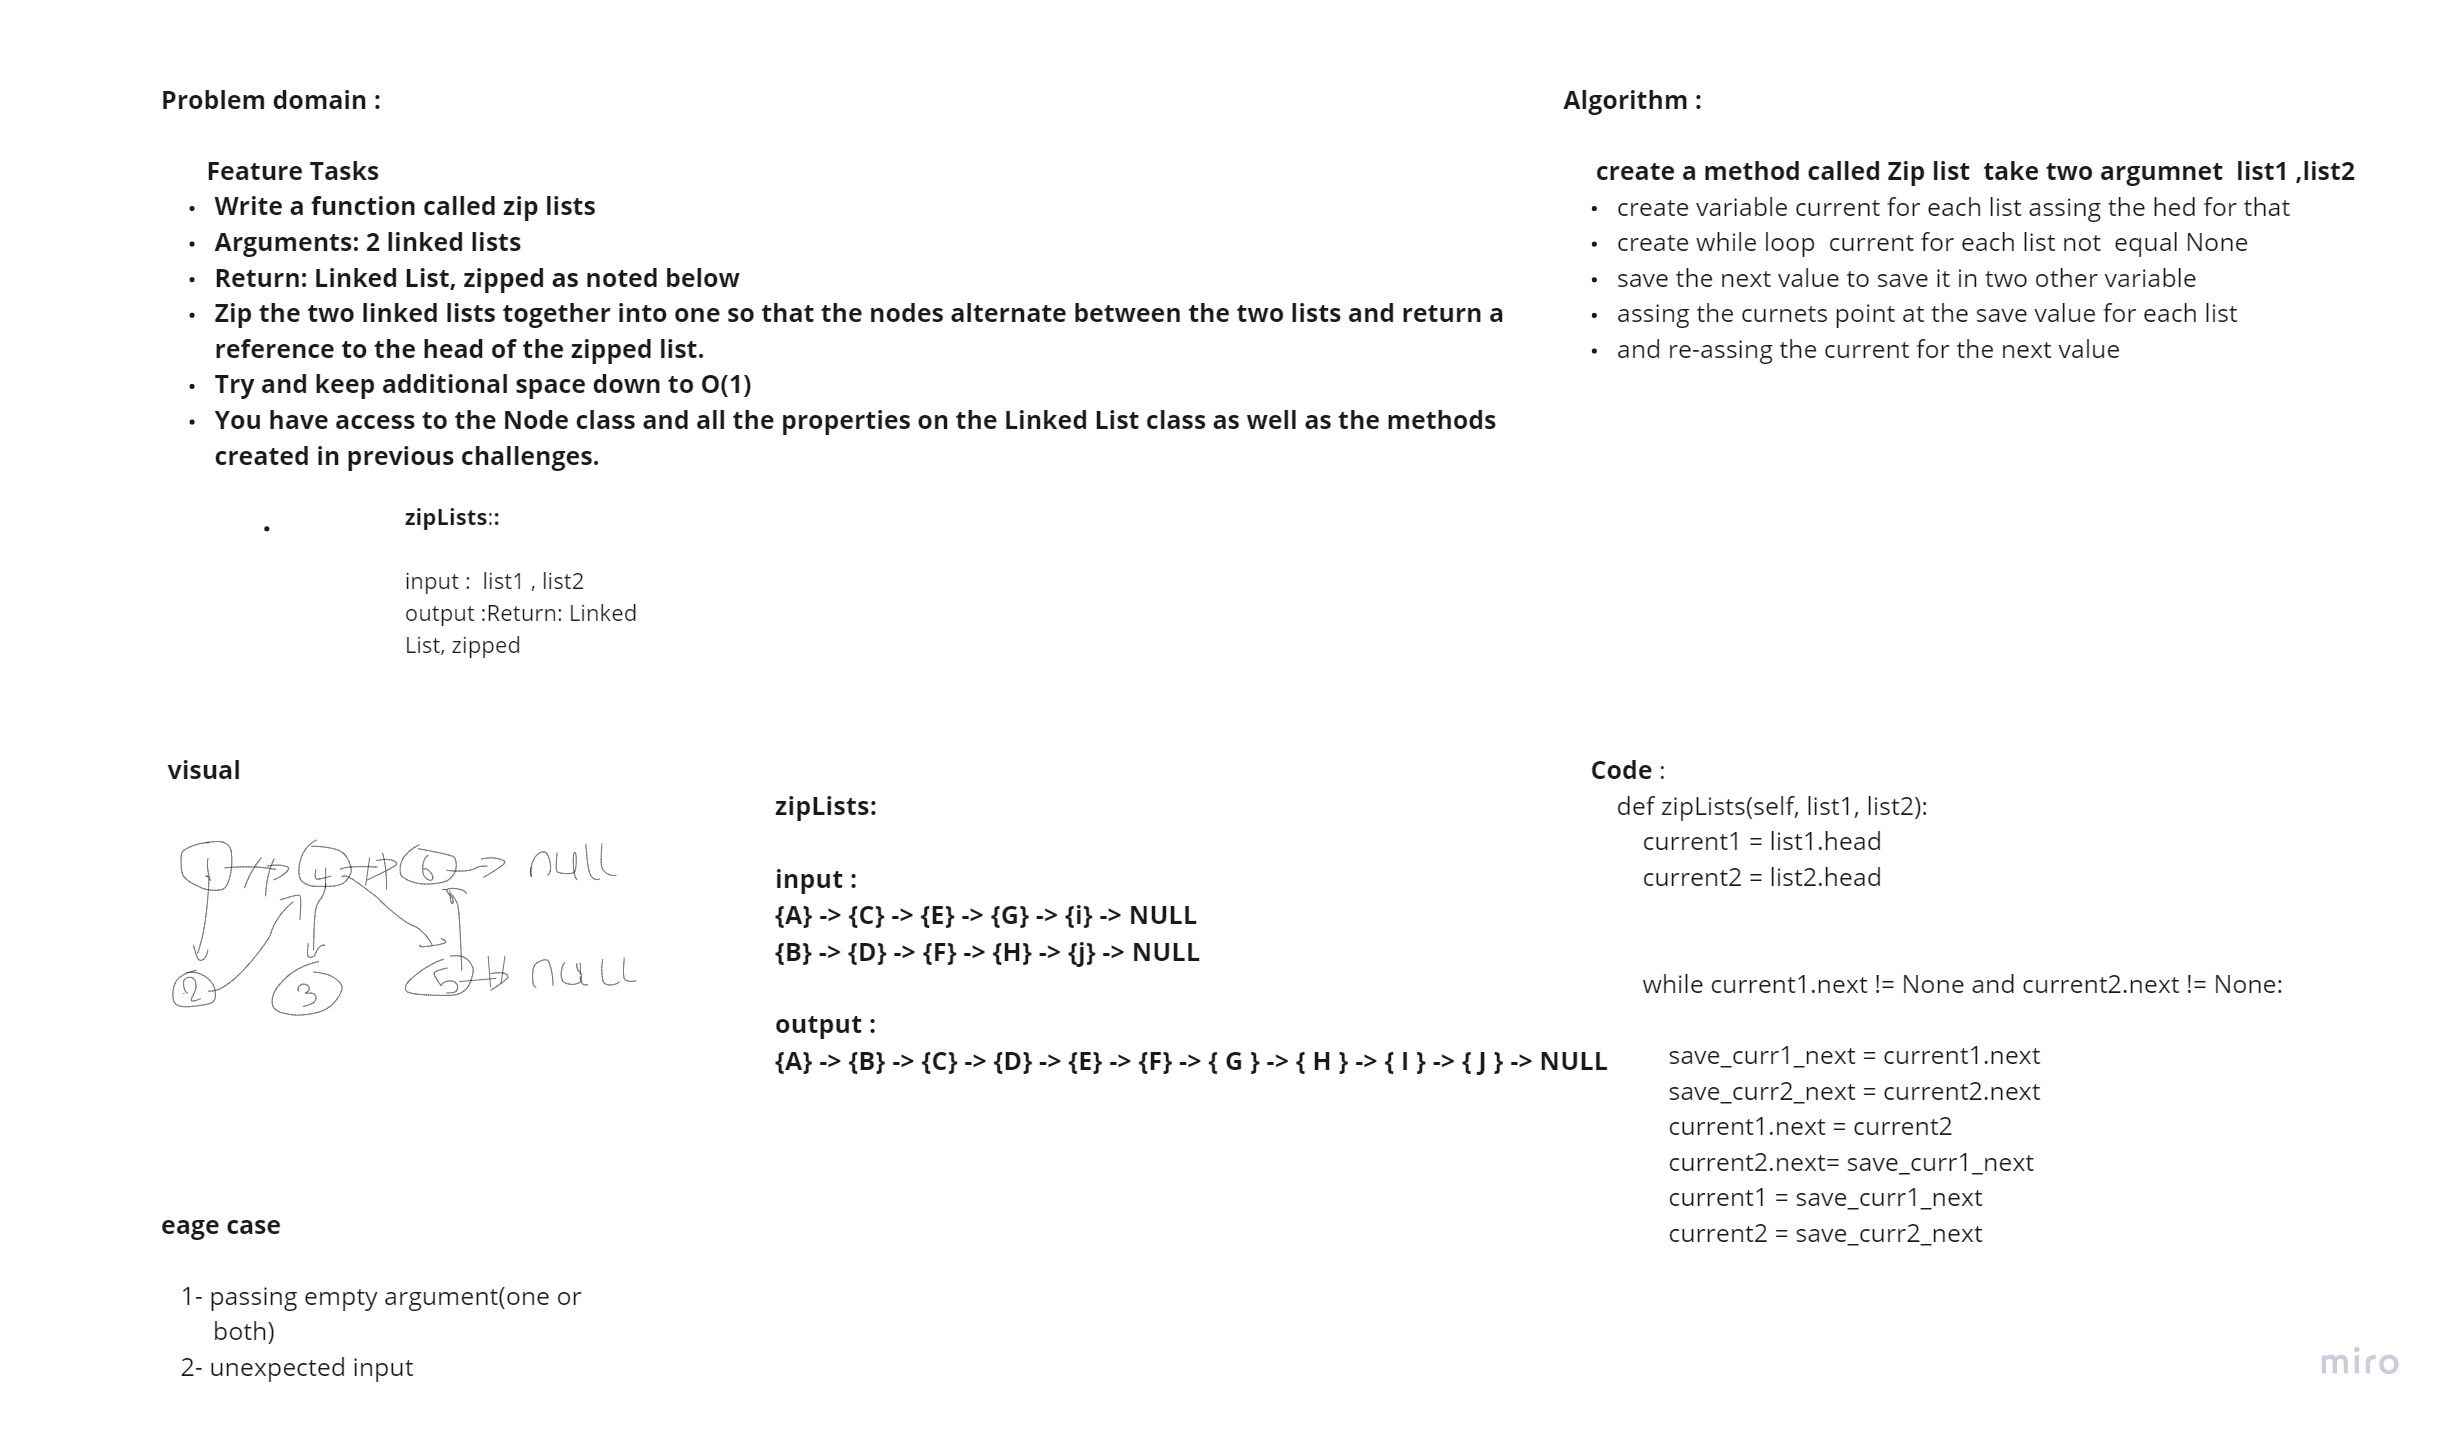 Problem domain :
Feature Tasks
• Write a function called zip lists
• Arguments: 2 linked lists
• Return: Linked List, zipped as noted below
• Zip the two linked lists together into one so that the nodes alternate between the two lists and return a
reference to the head of the zipped list.
• Try and keep additional space down to O(1)
• You have access to the Node class and all the properties on the Linked List class as well as the methods
created in previous challenges.
•
zipLists::
input :  list1 , list2
output :Return: Linked
List, zipped
Algorithm :
create a method called Zip list  take two argumnet  list1 ,list2
• create variable current for each list assing the hed for that
• create while loop  current for each list not  equal None
• save the next value to save it in two other variable
• assing the curnets point at the save value for each list
• and re-assing the current for the next value
visual
1 4 6 null
2 3 5 null
zipLists:
input :
{A} -> {C} -> {E} -> {G} -> {i} -> NULL
{B} -> {D} -> {F} -> {H} -> {j} -> NULL
output :
{A} -> {B} -> {C} -> {D} -> {E} -> {F} -> { G } -> { H } -> { I } -> { J } -> NULL
Code :
def zipLists(self, list1, list2):
current1 = list1.head
current2 = list2.head
while current1.next != None and current2.next != None:
save_curr1_next = current1.next
save_curr2_next = current2.next
current1.next = current2
current2.next= save_curr1_next
current1 = save_curr1_next
current2 = save_curr2_next
eage case
1- passing empty argument(one or
both)
2- unexpected input
miro